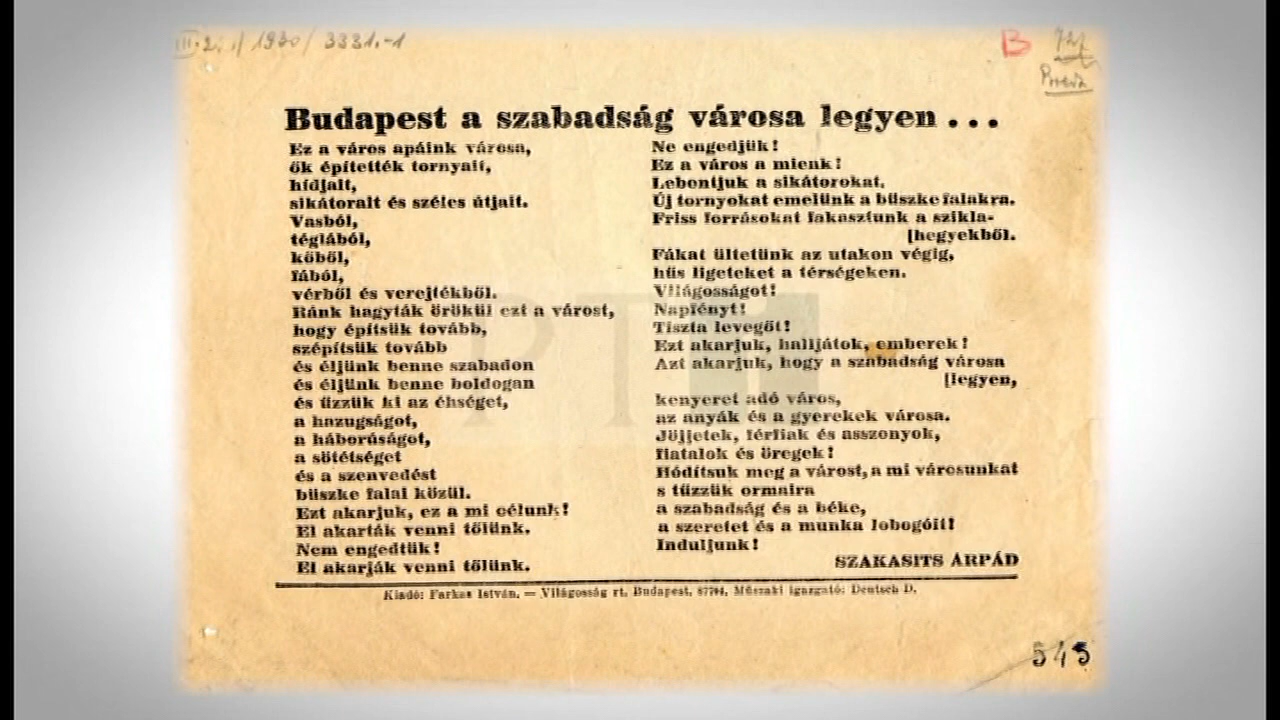 III. 2. 1/1930/ 3331.-1
B
Budapest a szabadság városa legyen...
Ez a város apáink városa,
ők építették tornyait,
hídjait,
sikátorait és széles útjait.
Vasból,
téglából,
kőből,
fából,
vérből és verejtékből.
Ránk hagyták örökül ezt a várost,
hogy építsük tovább,
szépítsük tovább
és éljünk benne szabadon
és éljünk benne boldogan
és űzzük ki az éhséget,
a hazugságot,
a háborúságot,
a sötétséget
és a szenvedést
büszke falai közül.
Ezt akarjuk, ez a mi célunk!
El akarták venni tőlünk.
Nem engedtük!
El akarják venni tőlünk.
Ne engedjük!
Ez a város a mienk!
Lebontjuk a sikátorokat,
Új tornyokat emelünk a büszke falakra.
Friss forrásokat fakasztunk a szikla-
[hegyekből.
Fákat ültetünk az utakon végig,
hűs ligeteket a térségeken.
Világosságot!
Napfényt!
Tiszta levegőt!
Ezt akarjuk, halljátok, emberek!
Azt akarjuk, hogy a szabadság városa
[legyen,
kenyeret adó város,
az anyák és a gyerekek városa.
Jöjjetek, férfiak és asszonyok,
fiatalok és öregek!
Hódítsuk meg a várost, a mi városunkat
s tűzzük ormaira
a szabadság és a béke,
a szeretet és a munka lobogóit!
Induljunk!
SZAKASITS ÁRPÁD
Kiadó: Farkas István. — Világosság rt. Budapest, 87794. Műszaki igazgató: Deutsch D.
545